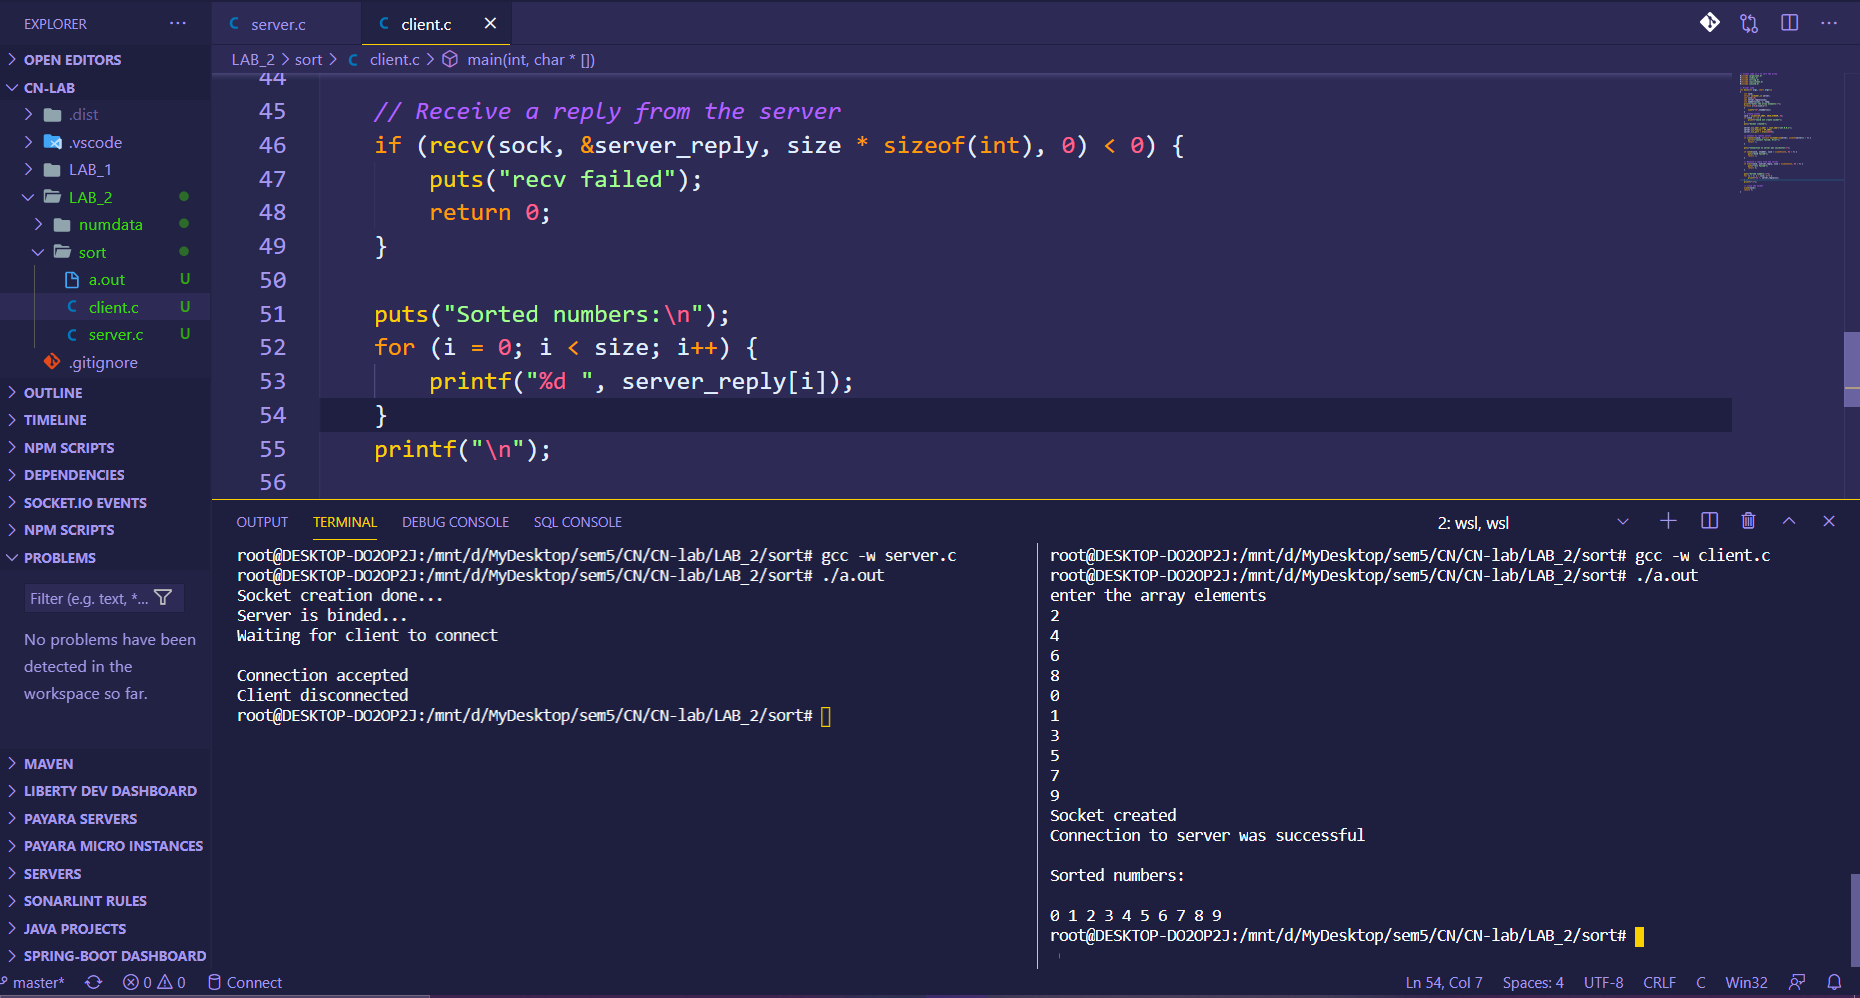 EXPLORER
OPEN EDITORS
CN-LAB
.dist
.vscode
LAB_1
LAB_2
numdata
sort
a.out U
client.c U
server.c U
.gitignore
OUTLINE
TIMELINE
NPM SCRIPTS
DEPENDENCIES
SOCKET.IO EVENTS
NPM SCRIPTS
PROBLEMS
Filter (e.g. text, *...
No problems have been
detected in the
workspace so far.
MAVEN
LIBERTY DEV DASHBOARD
PAYARA SERVERS
PAYARA MICRO INSTANCES
SERVERS
SONARLINT RULES
JAVA PROJECTS
SPRING-BOOT DASHBOARD
C server.c
C client.c
LAB_2 > sort > C client.c > main(int, char * [])
44
45 // Receive a reply from the server
46 if (recv(sock, &server_reply, size * sizeof(int), 0) < 0) {
47 puts("recv failed");
48 return 0;
49 }
50
51 puts("Sorted numbers:\n");
52 for (i = 0; i < size; i++) {
53 printf("%d ", server_reply[i]);
54 }
55 printf("\n");
56
OUTPUT TERMINAL DEBUG CONSOLE SQL CONSOLE
2: wsl, wsl
root@DESKTOP-DO2OP2J:/mnt/d/MyDesktop/sem5/CN/CN-lab/LAB_2/sort# gcc -w server.c
root@DESKTOP-DO2OP2J:/mnt/d/MyDesktop/sem5/CN/CN-lab/LAB_2/sort# ./a.out
Socket creation done...
Server is binded...
Waiting for client to connect
Connection accepted
Client disconnected
root@DESKTOP-DO2OP2J:/mnt/d/MyDesktop/sem5/CN/CN-lab/LAB_2/sort#
root@DESKTOP-DO2OP2J:/mnt/d/MyDesktop/sem5/CN/CN-lab/LAB_2/sort# gcc -w client.c
root@DESKTOP-DO2OP2J:/mnt/d/MyDesktop/sem5/CN/CN-lab/LAB_2/sort# ./a.out
enter the array elements
2
4
6
8
0
1
3
5
7
9
Socket created
Connection to server was successful
Sorted numbers:
0 1 2 3 4 5 6 7 8 9
root@DESKTOP-DO2OP2J:/mnt/d/MyDesktop/sem5/CN/CN-lab/LAB_2/sort#
master* 0 0 Connect
Ln 54, Col 7 Spaces: 4 UTF-8 CRLF C Win32